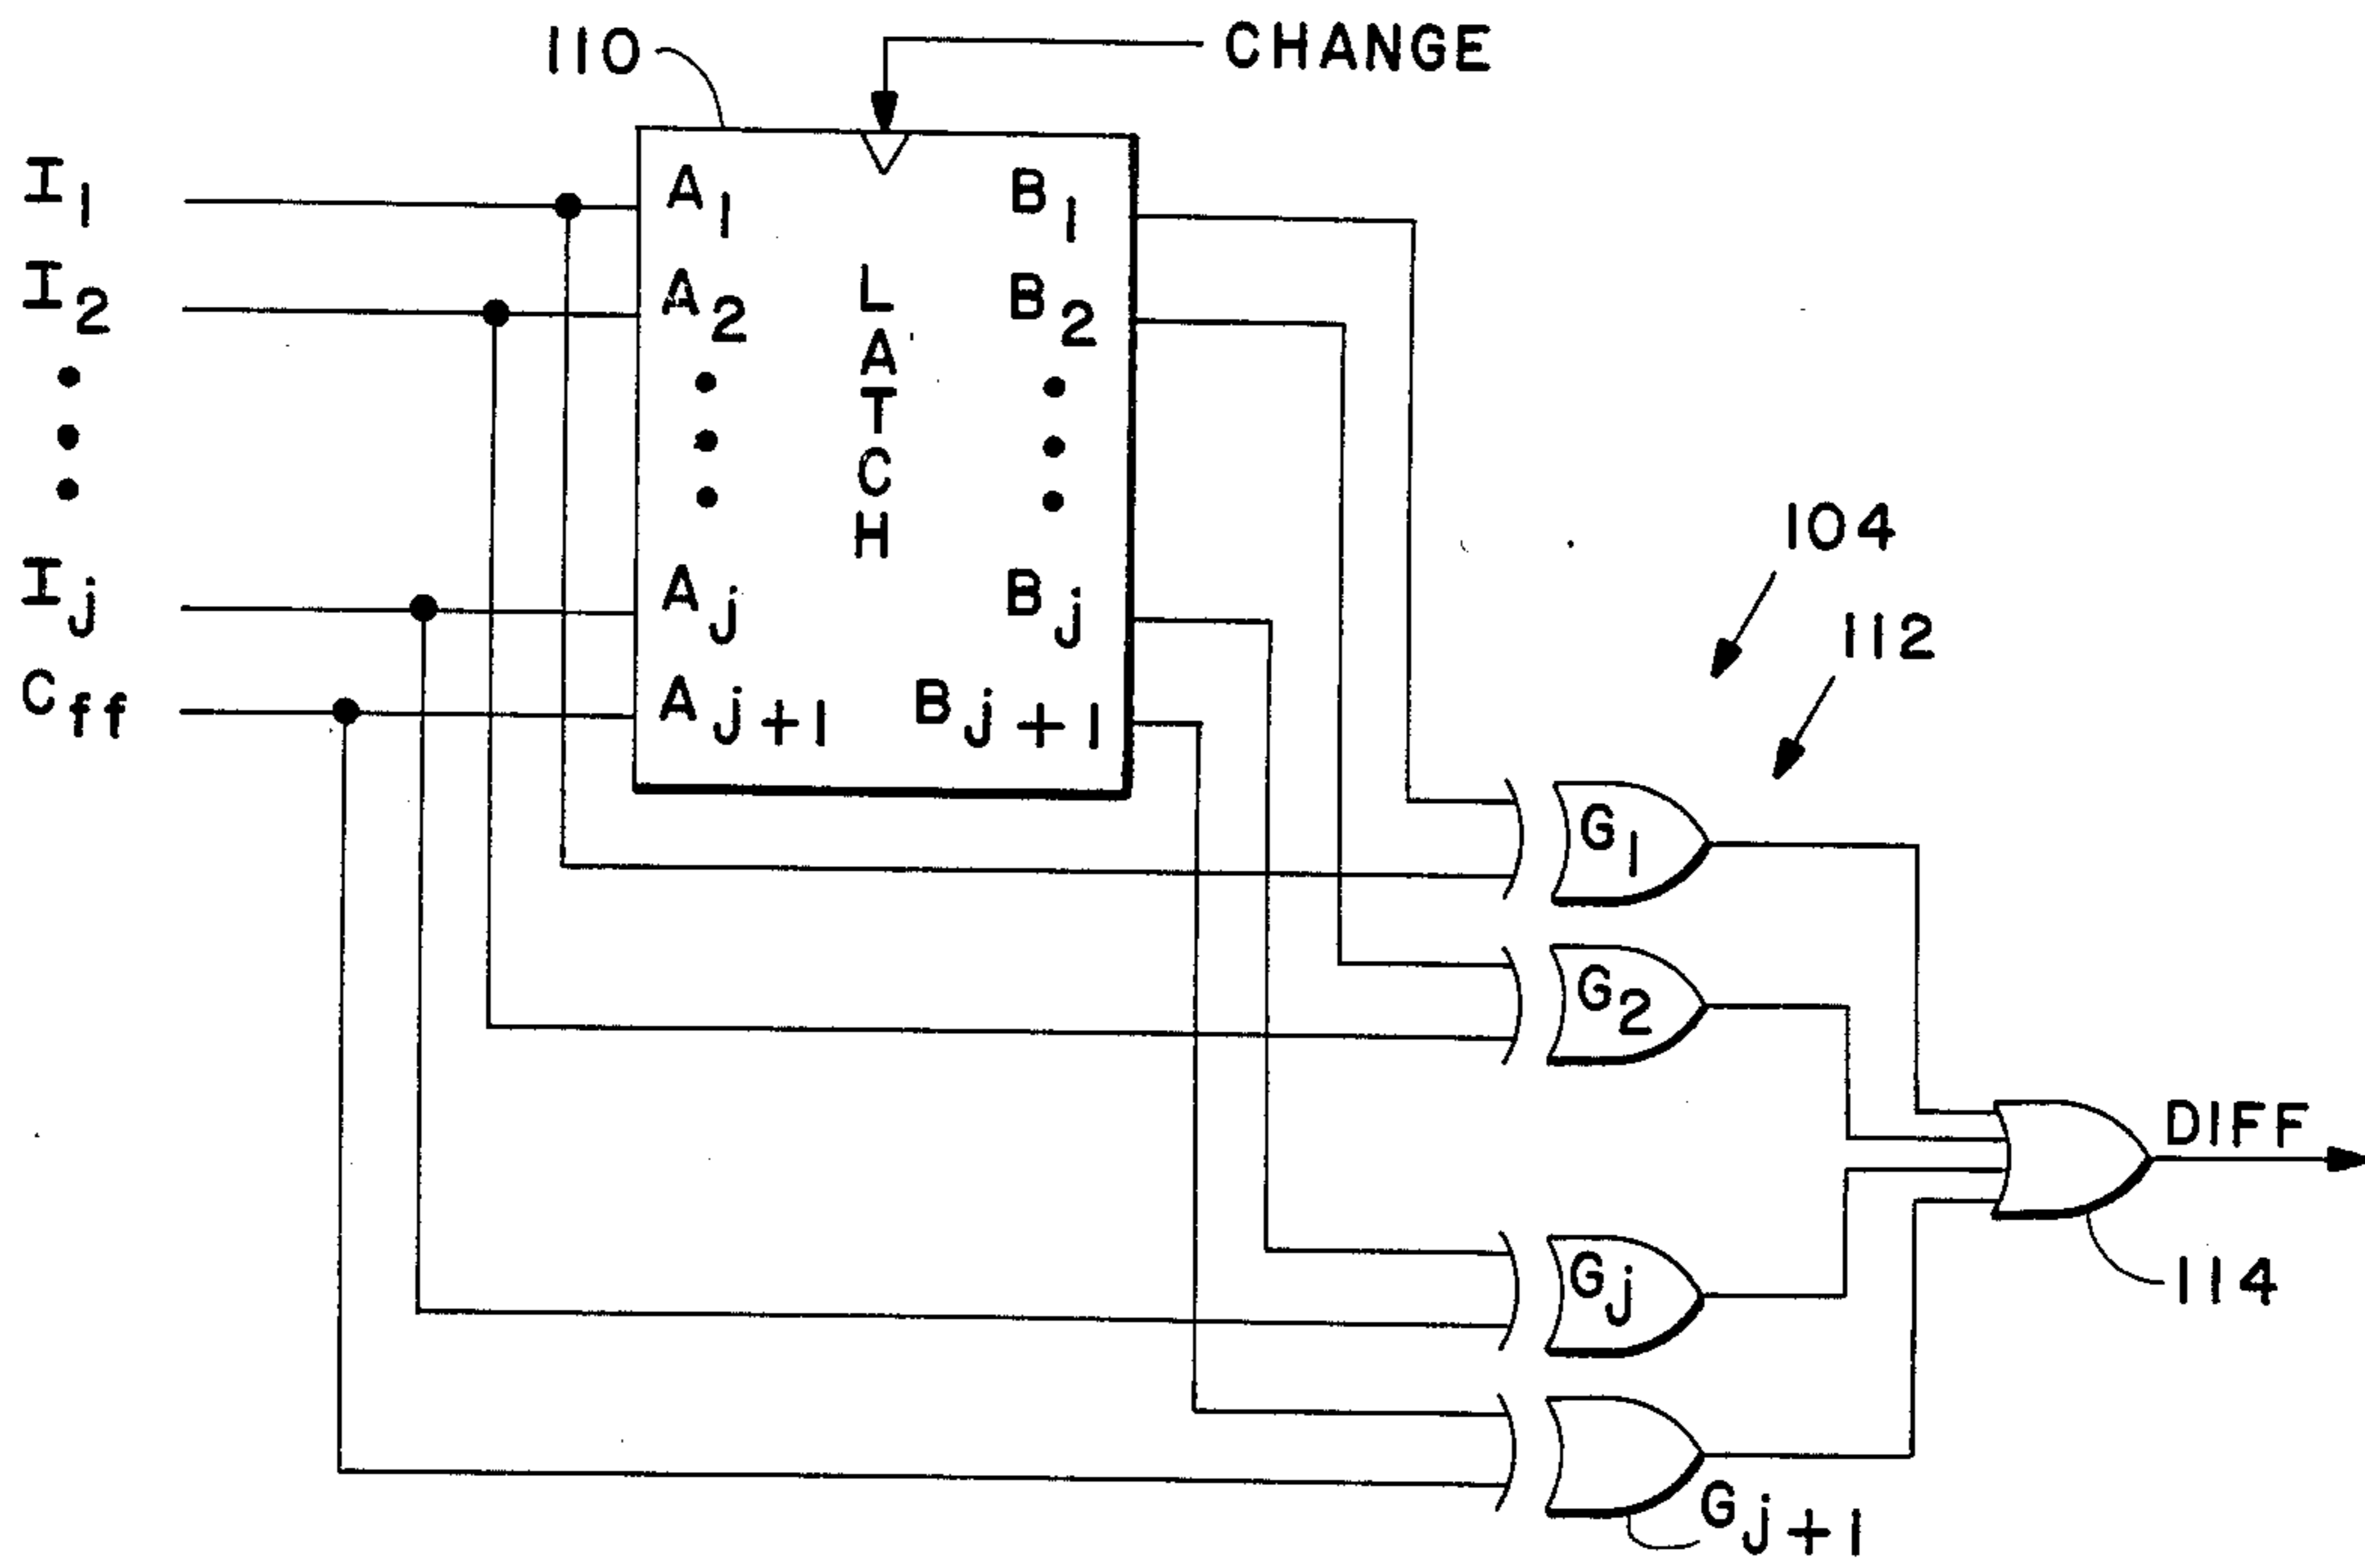 110
CHANGE
I1
A1
B1
I2
A2
B2
LATCH
Ij
Aj
Bj
Cff
Aj+1
Bj+1
104
112
G1
G2
Gj
Gj+1
DIFF
114